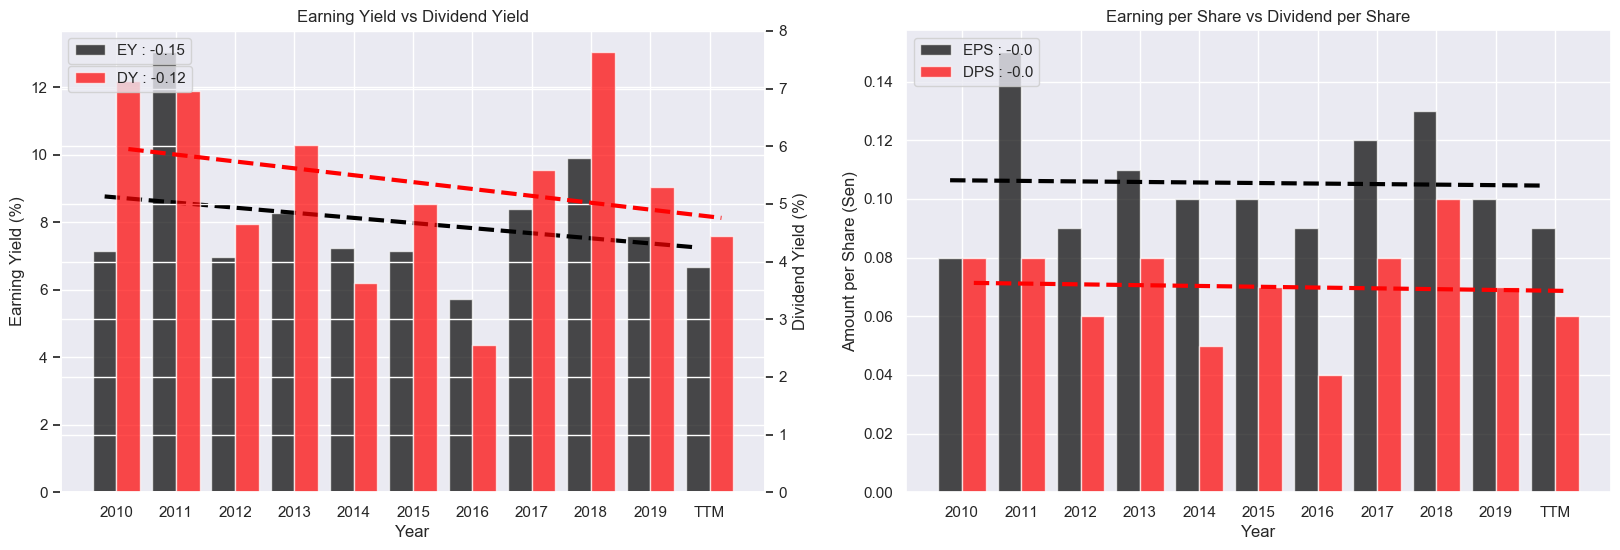 Earning Yield vs Dividend Yield
EY : -0.15
DY : -0.12
Earning Yield (%)
12
10
8
6
4
2
0
8
7
6
5
4
3
2
1
0
Dividend Yield (%)
2010 2011 2012 2013 2014 2015 2016 2017 2018 2019 TTM
Year
Earning per Share vs Dividend per Share
EPS : -0.0
DPS : -0.0
Amount per Share (Sen)
0.14
0.12
0.10
0.08
0.06
0.04
0.02
0.00
2010 2011 2012 2013 2014 2015 2016 2017 2018 2019 TTM
Year